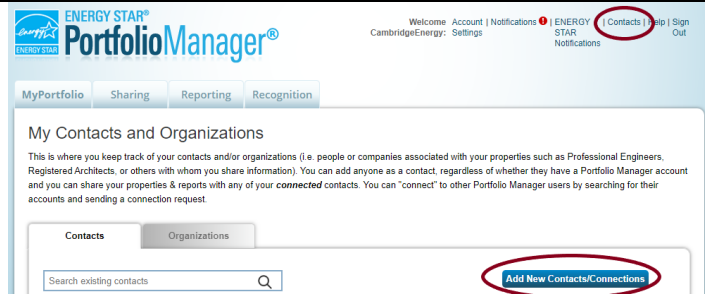 ENERGY STAR®
PortfolioManager®
ENERGY STAR
Welcome CambridgeEnergy:
Account Settings | Notifications | ENERGY STAR Notifications | Contacts | Help | Sign Out
MyPortfolio Sharing Reporting Recognition
My Contacts and Organizations
This is where you keep track of your contacts and/or organizations (i.e. people or companies associated with your properties such as Professional Engineers,
Registered Architects, or others with whom you share information). You can add anyone as a contact, regardless of whether they have a Portfolio Manager account
and you can share your properties & reports with any of your connected contacts. You can "connect" to other Portfolio Manager users by searching for their
accounts and sending a connection request.
Contacts Organizations
Search existing contacts
Add New Contacts/Connections